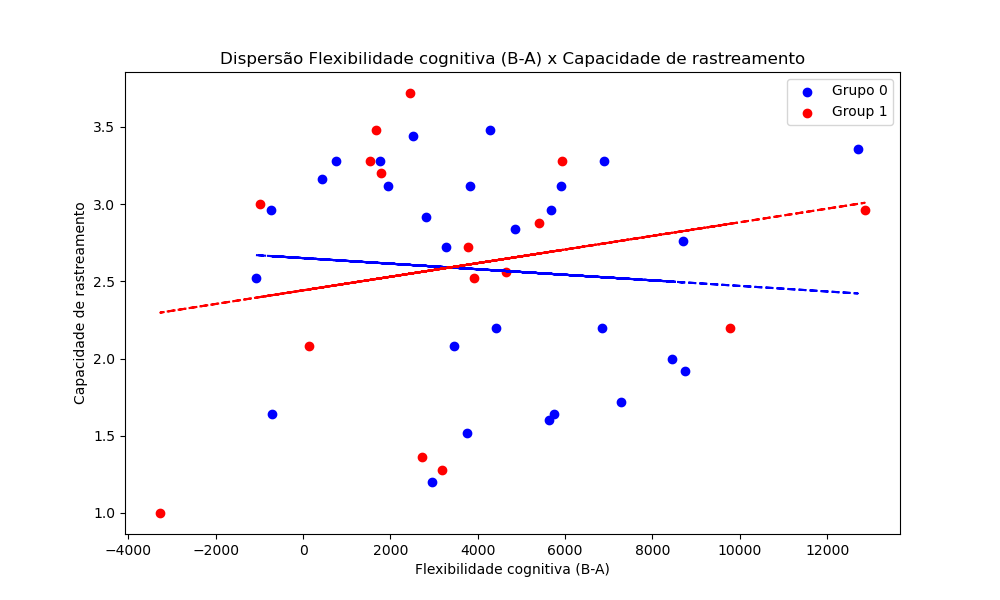 Dispersão Flexibilidade cognitiva (B-A) x Capacidade de rastreamento
Grupo 0
Group 1
Capacidade de rastreamento
3.5
3.0
2.5
2.0
1.5
1.0
−4000 −2000 0 2000 4000 6000 8000 10000 12000
Flexibilidade cognitiva (B-A)